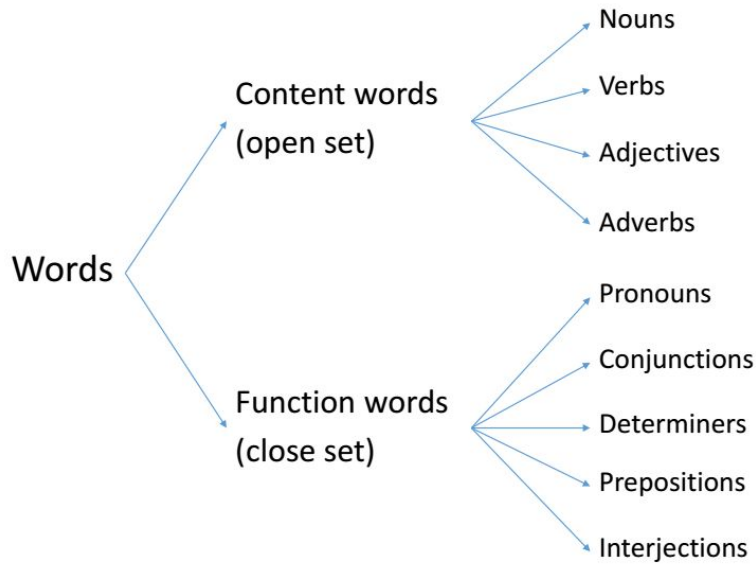 Words
Content words
(open set)
Nouns
Verbs
Adjectives
Adverbs
Function words
(close set)
Pronouns
Conjunctions
Determiners
Prepositions
Interjections